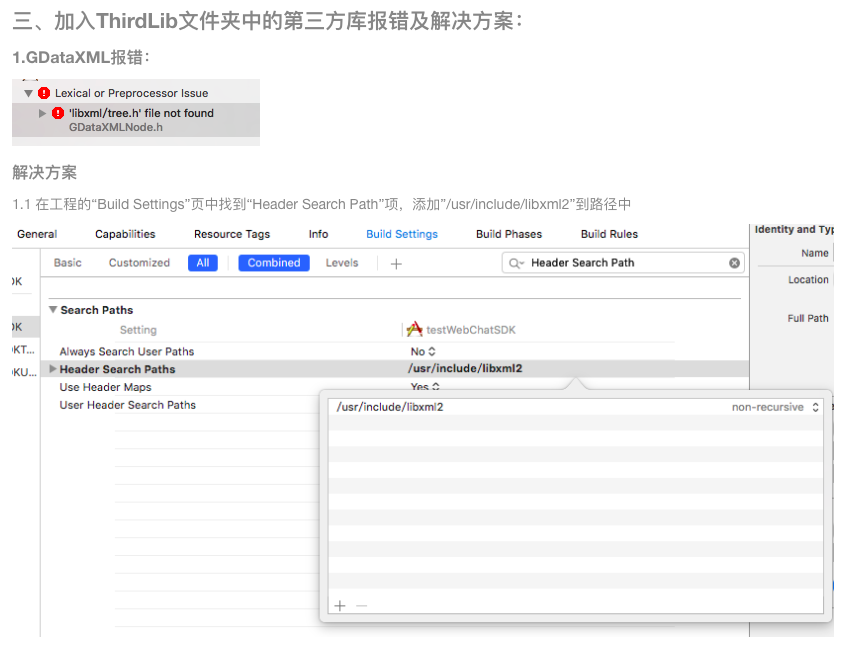 三、加入ThirdLib文件夹中的第三方库报错及解决方案：
1.GDataXML报错：
Lexical or Preprocessor Issue
'libxml/tree.h' file not found
GDataXMLNode.h
解决方案
1.1 在工程的“Build Settings”页中找到“Header Search Path”项，添加”/usr/include/libxml2”到路径中
General Capabilities Resource Tags Info Build Settings Build Phases Build Rules
Identity and Typ
Basic Customized All Combined Levels + Header Search Path
Name
Location
Full Path
DK
DK
DKT...
DKU...
Search Paths
Setting testWebChatSDK
Always Search User Paths No
Header Search Paths /usr/include/libxml2
Use Header Maps Yes
User Header Search Paths
/usr/include/libxml2 non-recursive
+ −